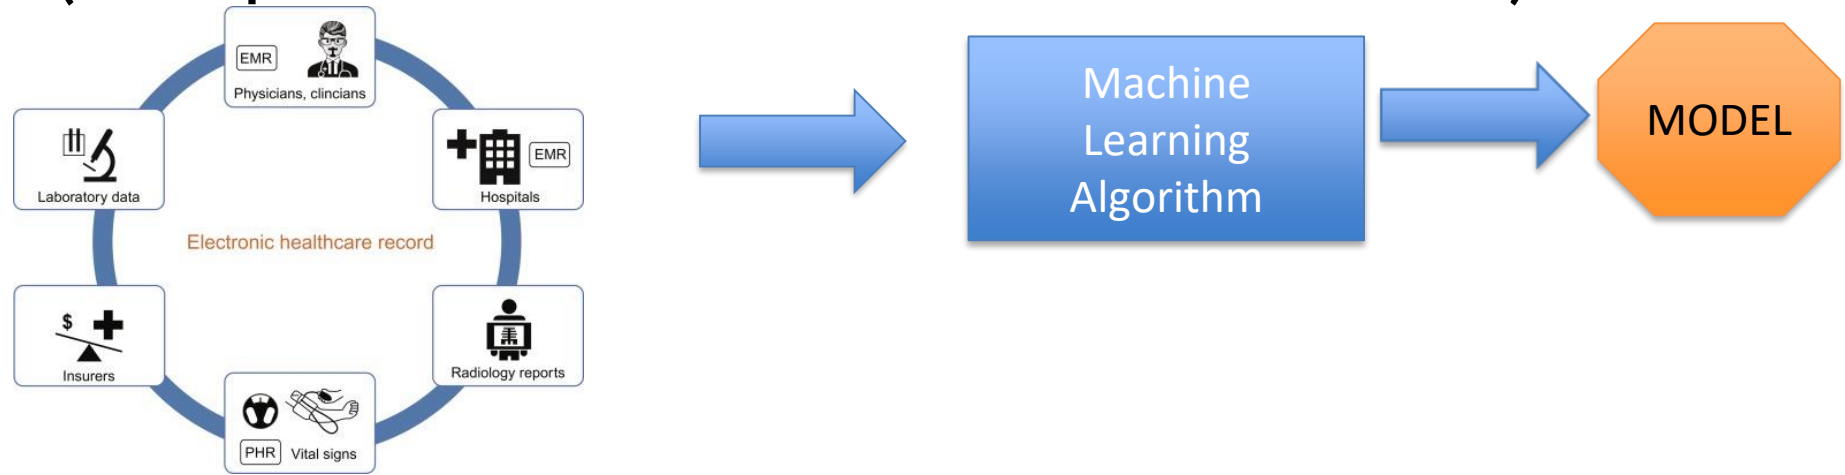 EMR
Physicians, clincians
Laboratory data
EMR
Hospitals
Electronic healthcare record
$
Insurers
Radiology reports
PHR
Vital signs
Machine
Learning
Algorithm
MODEL